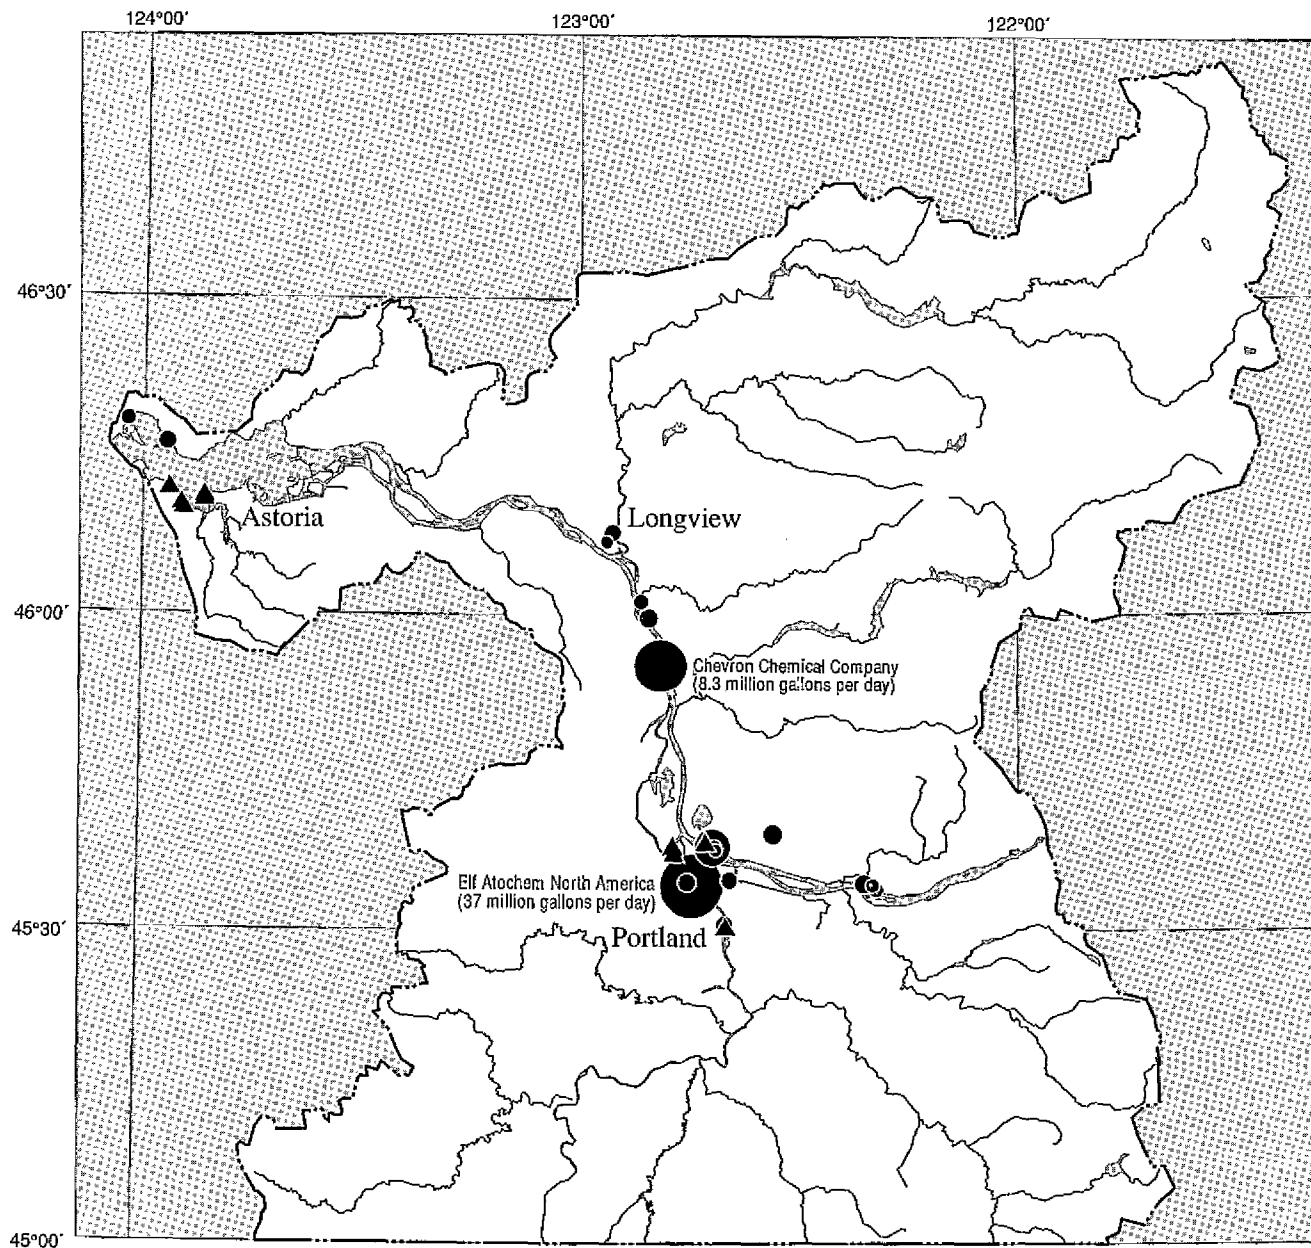 124°00′
123°00′
122°00′
46°30′
Astoria
Longview
46°00′
Chevron Chemical Company
(8.3 million gallons per day)
Elf Atochem North America
(37 million gallons per day)
45°30′
Portland
45°00′